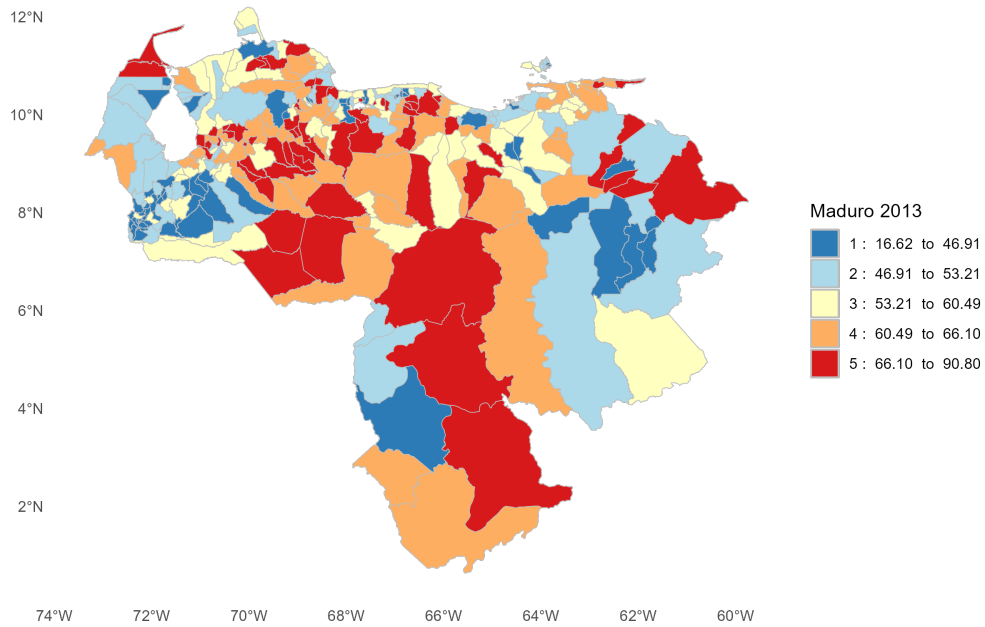 12°N
10°N
8°N
6°N
4°N
2°N
74°W 72°W 70°W 68°W 66°W 64°W 62°W 60°W
Maduro 2013
1 : 16.62 to 46.91
2 : 46.91 to 53.21
3 : 53.21 to 60.49
4 : 60.49 to 66.10
5 : 66.10 to 90.80